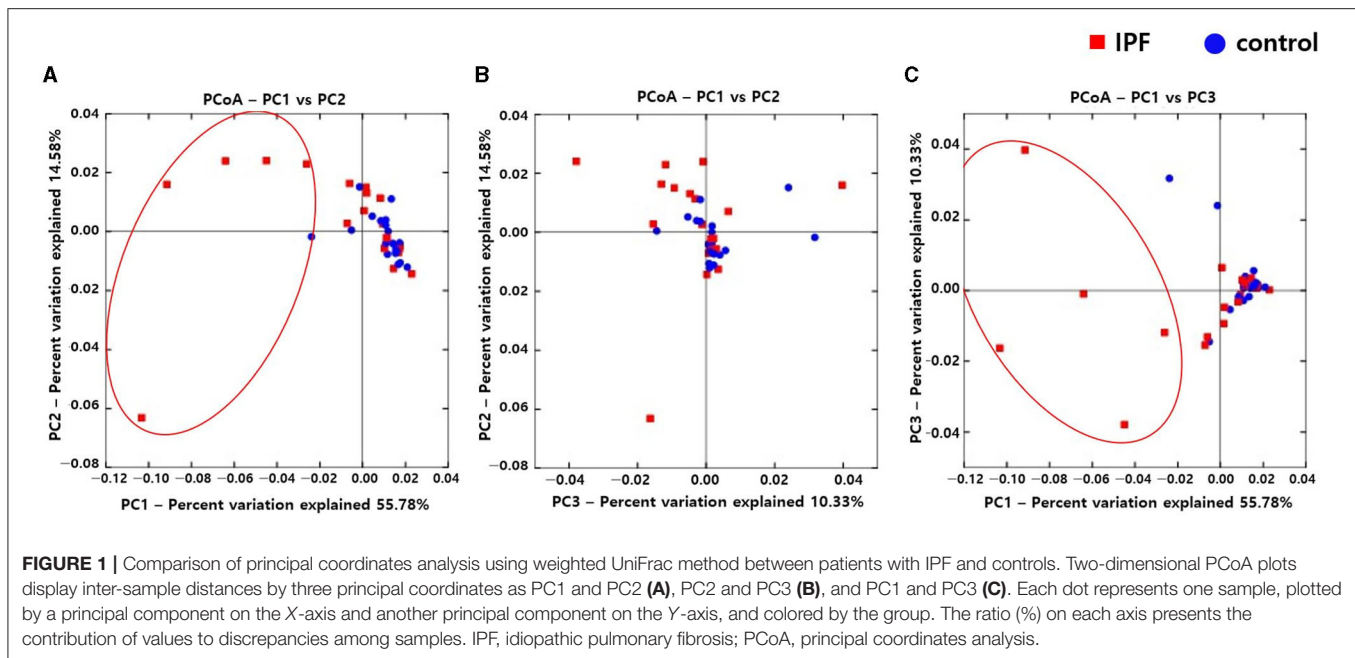 IPF control
A B C
PCoA – PC1 vs PC2
0.04
0.02
0.00
−0.02
−0.04
−0.06
−0.08
−0.12 −0.10 −0.08 −0.06 −0.04 −0.02 0.00 0.02 0.04
PC2 – Percent variation explained 14.58%
PC1 – Percent variation explained 55.78%
PCoA – PC1 vs PC2
0.04
0.02
0.00
0.02
0.04
0.06
−0.08
−0.04 −0.02 0.00 0.02 0.04
PC2 – Percent variation explained 14.58%
PC3 – Percent variation explained 10.33%
PCoA – PC1 vs PC3
0.04
0.02
0.00
−0.02
−0.04
−0.12 −0.10 −0.08 −0.06 −0.04 −0.02 0.00 0.02 0.04
PC3 – Percent variation explained 10.33%
PC1 – Percent variation explained 55.78%
FIGURE 1 | Comparison of principal coordinates analysis using weighted UniFrac method between patients with IPF and controls. Two-dimensional PCoA plots
display inter-sample distances by three principal coordinates as PC1 and PC2 (A), PC2 and PC3 (B), and PC1 and PC3 (C). Each dot represents one sample, plotted
by a principal component on the X-axis and another principal component on the Y-axis, and colored by the group. The ratio (%) on each axis presents the
contribution of values to discrepancies among samples. IPF, idiopathic pulmonary fibrosis; PCoA, principal coordinates analysis.